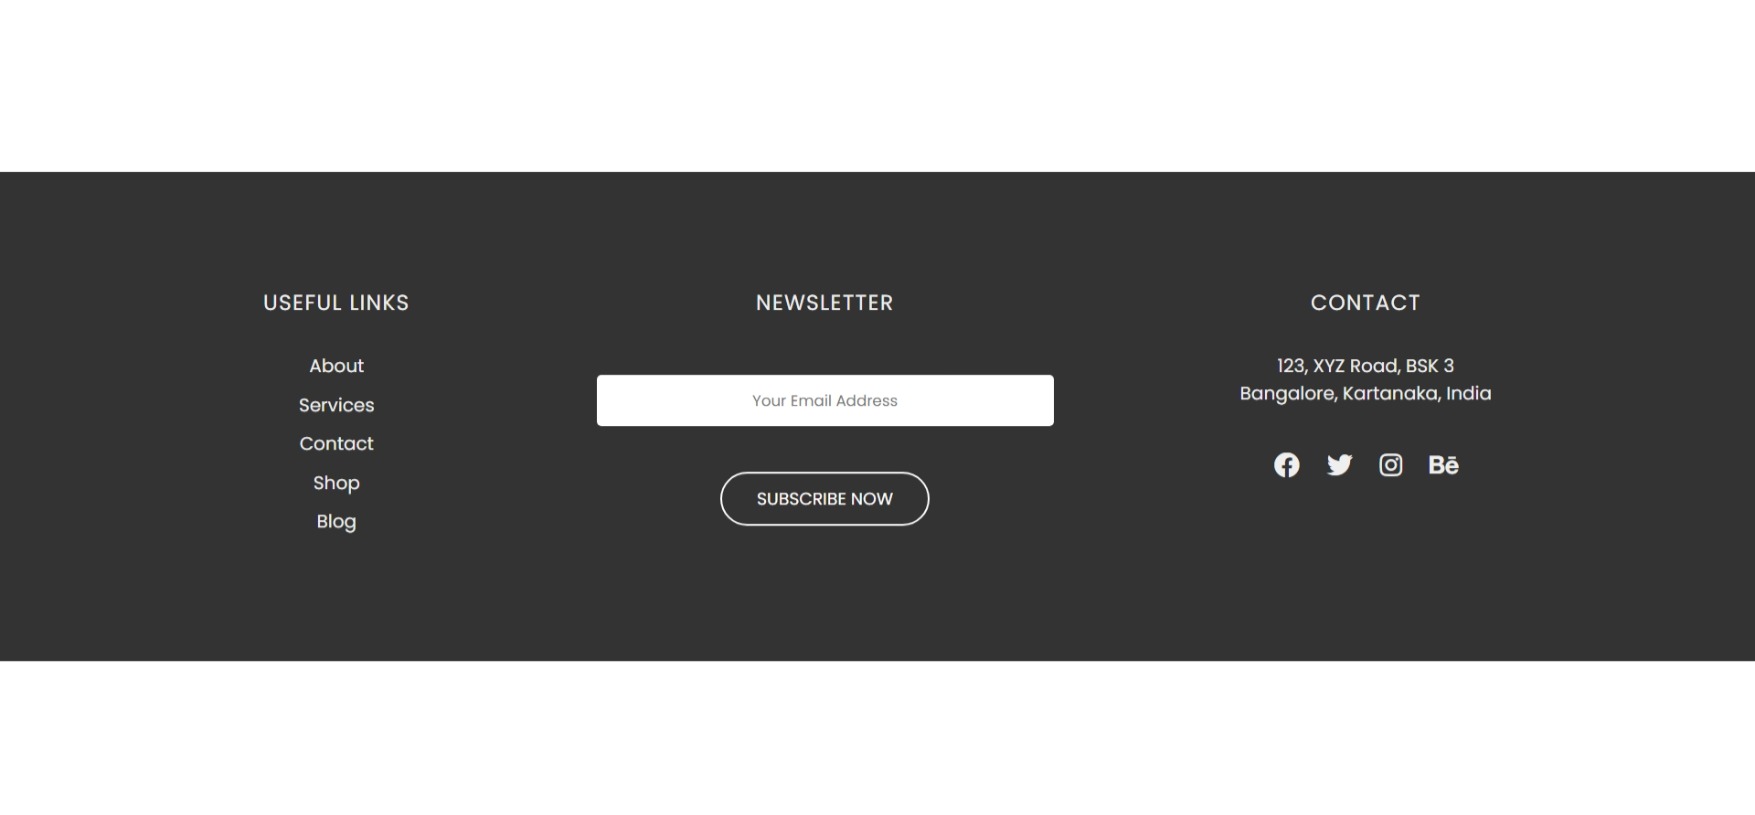 USEFUL LINKS
About
Services
Contact
Shop
Blog
NEWSLETTER
Your Email Address
SUBSCRIBE NOW
CONTACT
123, XYZ Road, BSK 3
Bangalore, Kartanaka, India
Bē